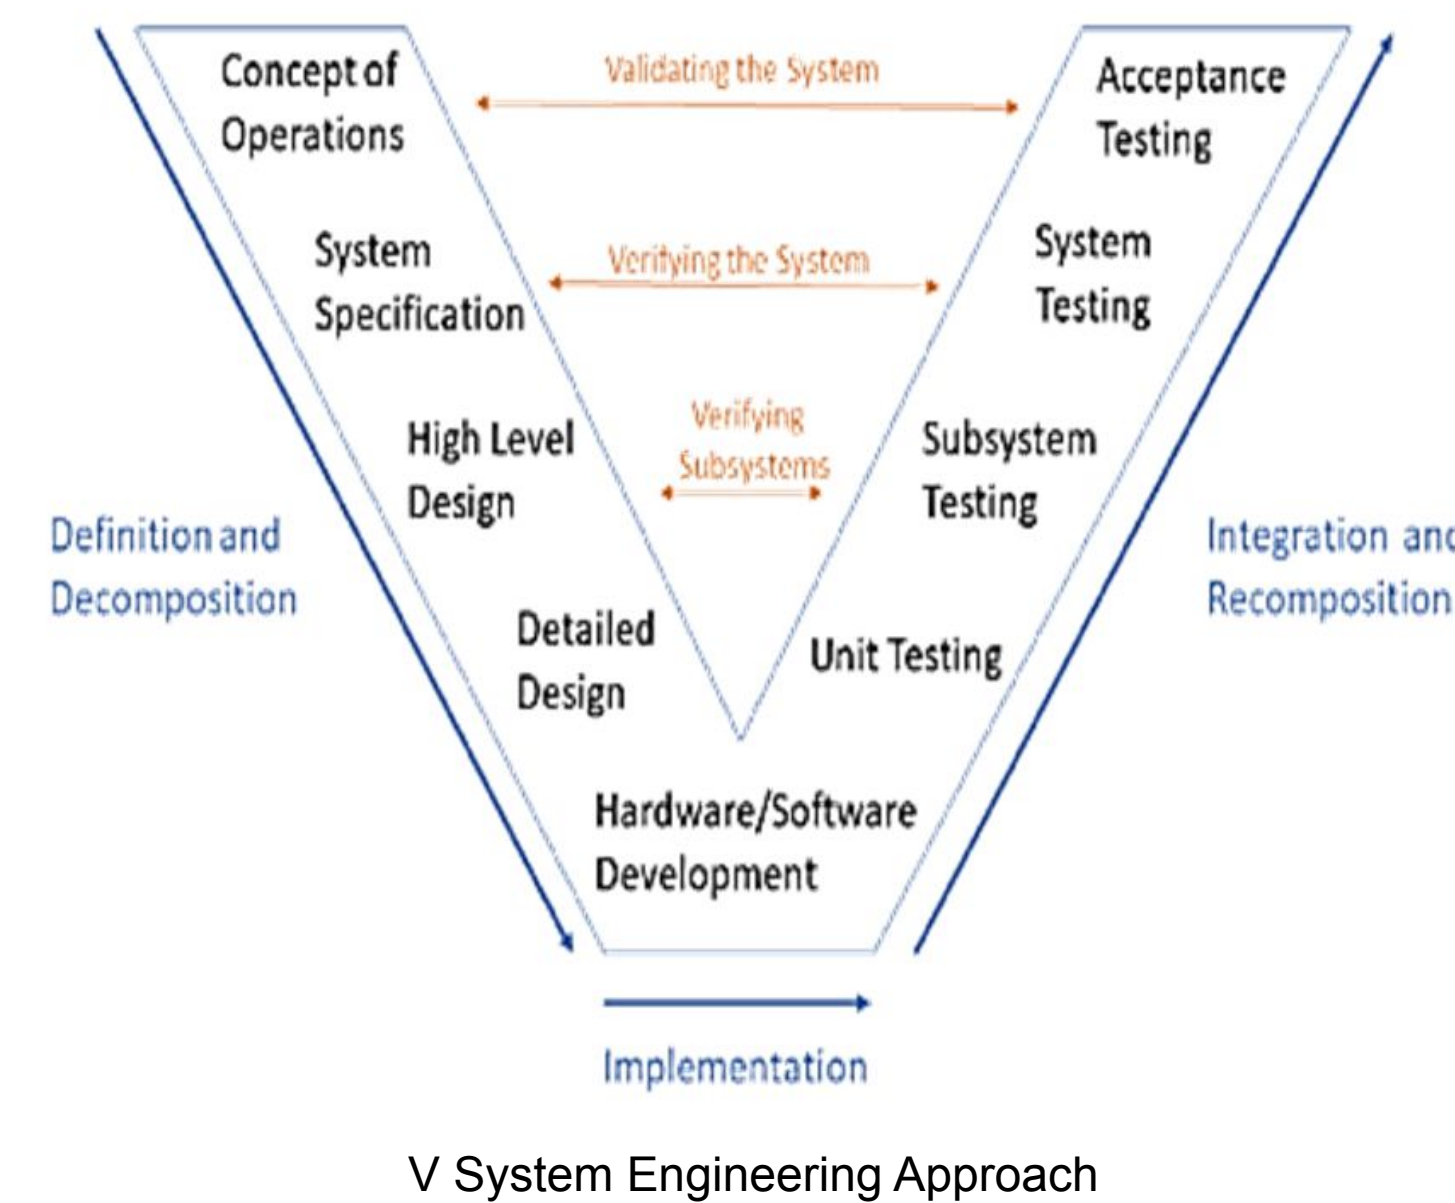 Concept of
Operations
Validating the System
Acceptance
Testing
System
Specification
Verifying the System
System
Testing
High Level
Design
Verifying
Subsystems
Subsystem
Testing
Definition and
Decomposition
Integration and
Recomposition
Detailed
Design
Unit Testing
Hardware/Software
Development
Implementation
V System Engineering Approach